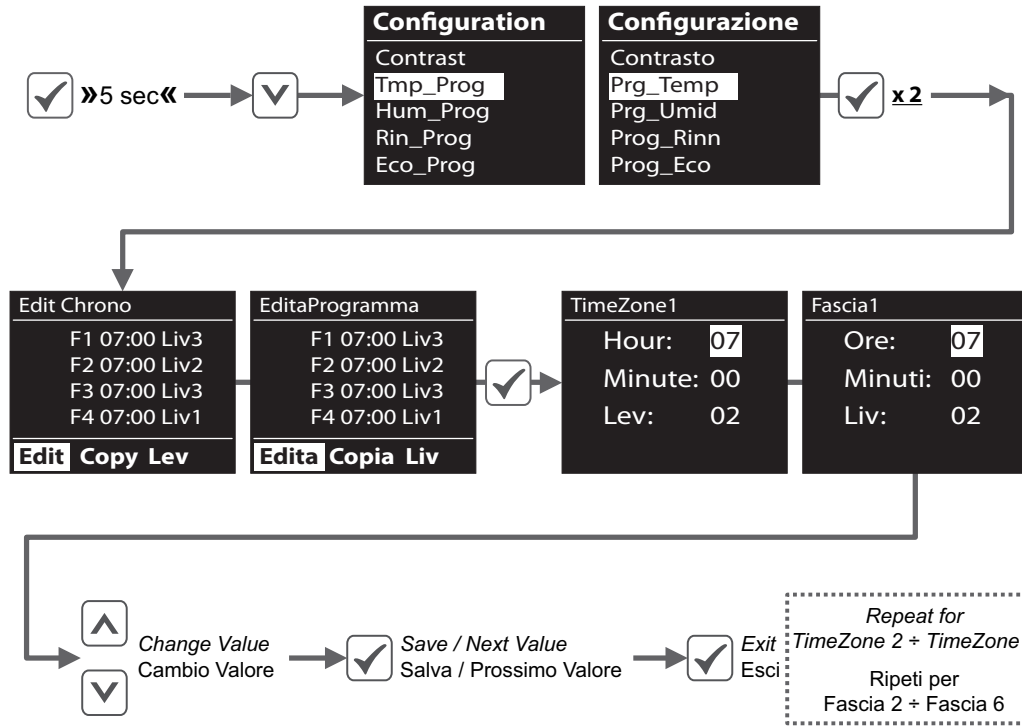 »5 sec«
Configuration
Contrast
Tmp_Prog
Hum_Prog
Rin_Prog
Eco_Prog
Configurazione
Contrasto
Prg_Temp
Prg_Umid
Prog_Rinn
Prog_Eco
x 2
Edit Chrono
F1 07:00 Liv3
F2 07:00 Liv2
F3 07:00 Liv3
F4 07:00 Liv1
Edit Copy Lev
EditaProgramma
F1 07:00 Liv3
F2 07:00 Liv2
F3 07:00 Liv3
F4 07:00 Liv1
Edita Copia Liv
TimeZone1
Hour: 07
Minute: 00
Lev: 02
Fascia1
Ore: 07
Minuti: 00
Liv: 02
Change Value
Cambio Valore
Save / Next Value
Salva / Prossimo Valore
Exit
Esci
Repeat for
TimeZone 2 ÷ TimeZone
Ripeti per
Fascia 2 ÷ Fascia 6